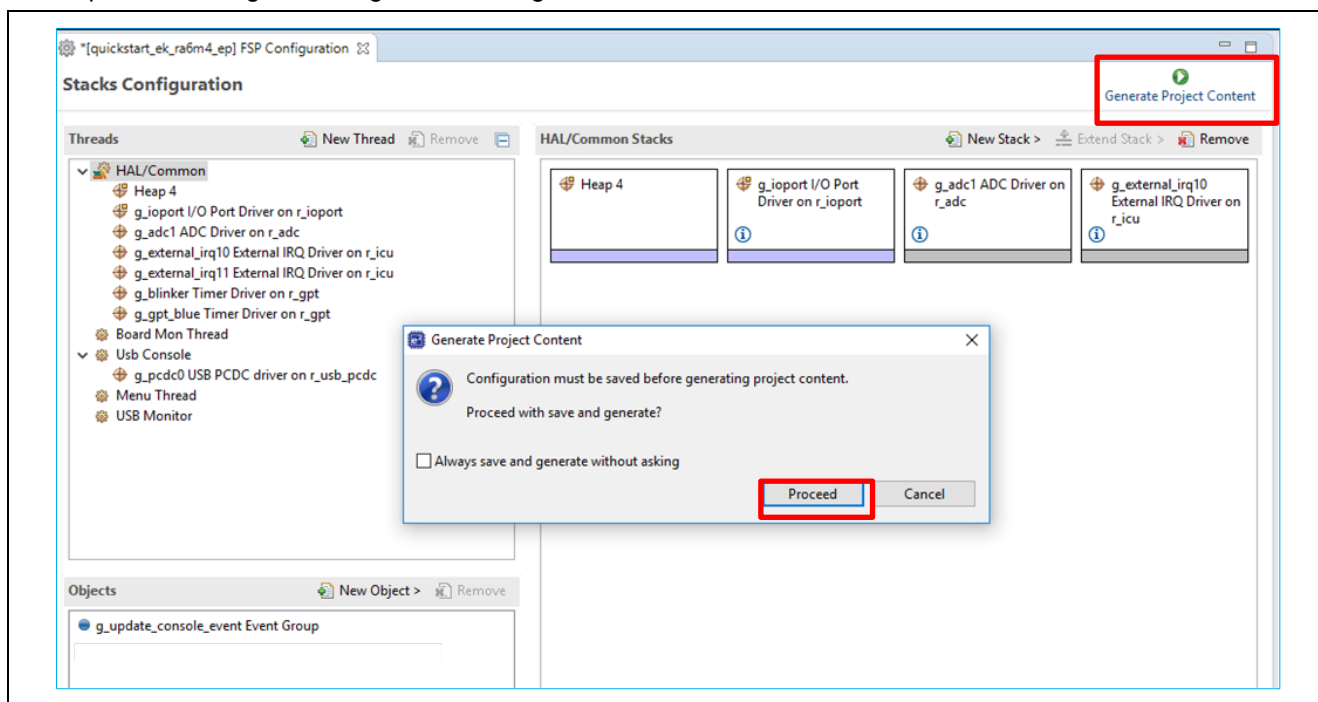 *[quickstart_ek_ra6m4_ep] FSP Configuration
Stacks Configuration
Generate Project Content
Threads
New Thread
Remove
HAL/Common
Heap 4
g_ioport I/O Port Driver on r_ioport
g_adc1 ADC Driver on r_adc
g_external_irq10 External IRQ Driver on r_icu
g_external_irq11 External IRQ Driver on r_icu
g_blinker Timer Driver on r_gpt
g_gpt_blue Timer Driver on r_gpt
Board Mon Thread
Usb Console
g_pcdc0 USB PCDC driver on r_usb_pcdc
Menu Thread
USB Monitor
HAL/Common Stacks
New Stack >
Extend Stack >
Remove
Heap 4
g_ioport I/O Port
Driver on r_ioport
g_adc1 ADC Driver on
r_adc
g_external_irq10
External IRQ Driver on
r_icu
Generate Project Content
Configuration must be saved before generating project content.
Proceed with save and generate?
Always save and generate without asking
Proceed
Cancel
Objects
New Object >
Remove
g_update_console_event Event Group